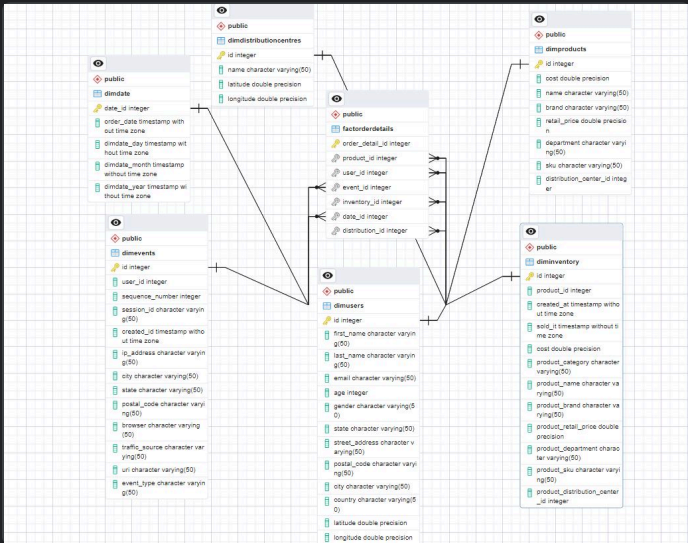 public
dimdistributioncentres
id integer
name character varying(50)
latitude double precision
longitude double precision
public
dimproducts
id integer
cost double precision
name character varying(50)
brand character varying(50)
retail_price double precisio
n
department character varyi
ng(50)
sku character varying(50)
distribution_center_id integ
er
public
dimdate
date_id integer
order_date timestamp with
out time zone
dimdate_day timestamp wit
hout time zone
dimdate_month timestamp
without time zone
dimdate_year timestamp wi
thout time zone
public
factorderdetails
order_detail_id integer
product_id integer
user_id integer
event_id integer
inventory_id integer
date_id integer
distribution_id integer
public
dimevents
id integer
user_id integer
sequence_number integer
session_id character varyin
g(50)
created_id timestamp witho
ut time zone
ip_address character varyin
g(50)
city character varying(50)
state character varying(50)
postal_code character varyi
ng(50)
browser character varying
(50)
traffic_source character var
ying(50)
uri character varying(50)
event_type character varyin
g(50)
public
dimusers
id integer
first_name character varyin
g(50)
last_name character varyin
g(50)
email character varying(50)
age integer
gender character varying(5
0)
state character varying(50)
street_address character v
arying(50)
postal_code character varyi
ng(50)
city character varying(50)
country character varying(5
0)
latitude double precision
longitude double precision
public
diminventory
id integer
product_id integer
created_at timestamp witho
ut time zone
sold_it timestamp without ti
me zone
cost double precision
product_category character
varying(50)
product_name character va
rying(50)
product_brand character va
rying(50)
product_retail_price double
precision
product_department charac
ter varying(50)
product_sku character varyi
ng(50)
product_distribution_center
_id integer